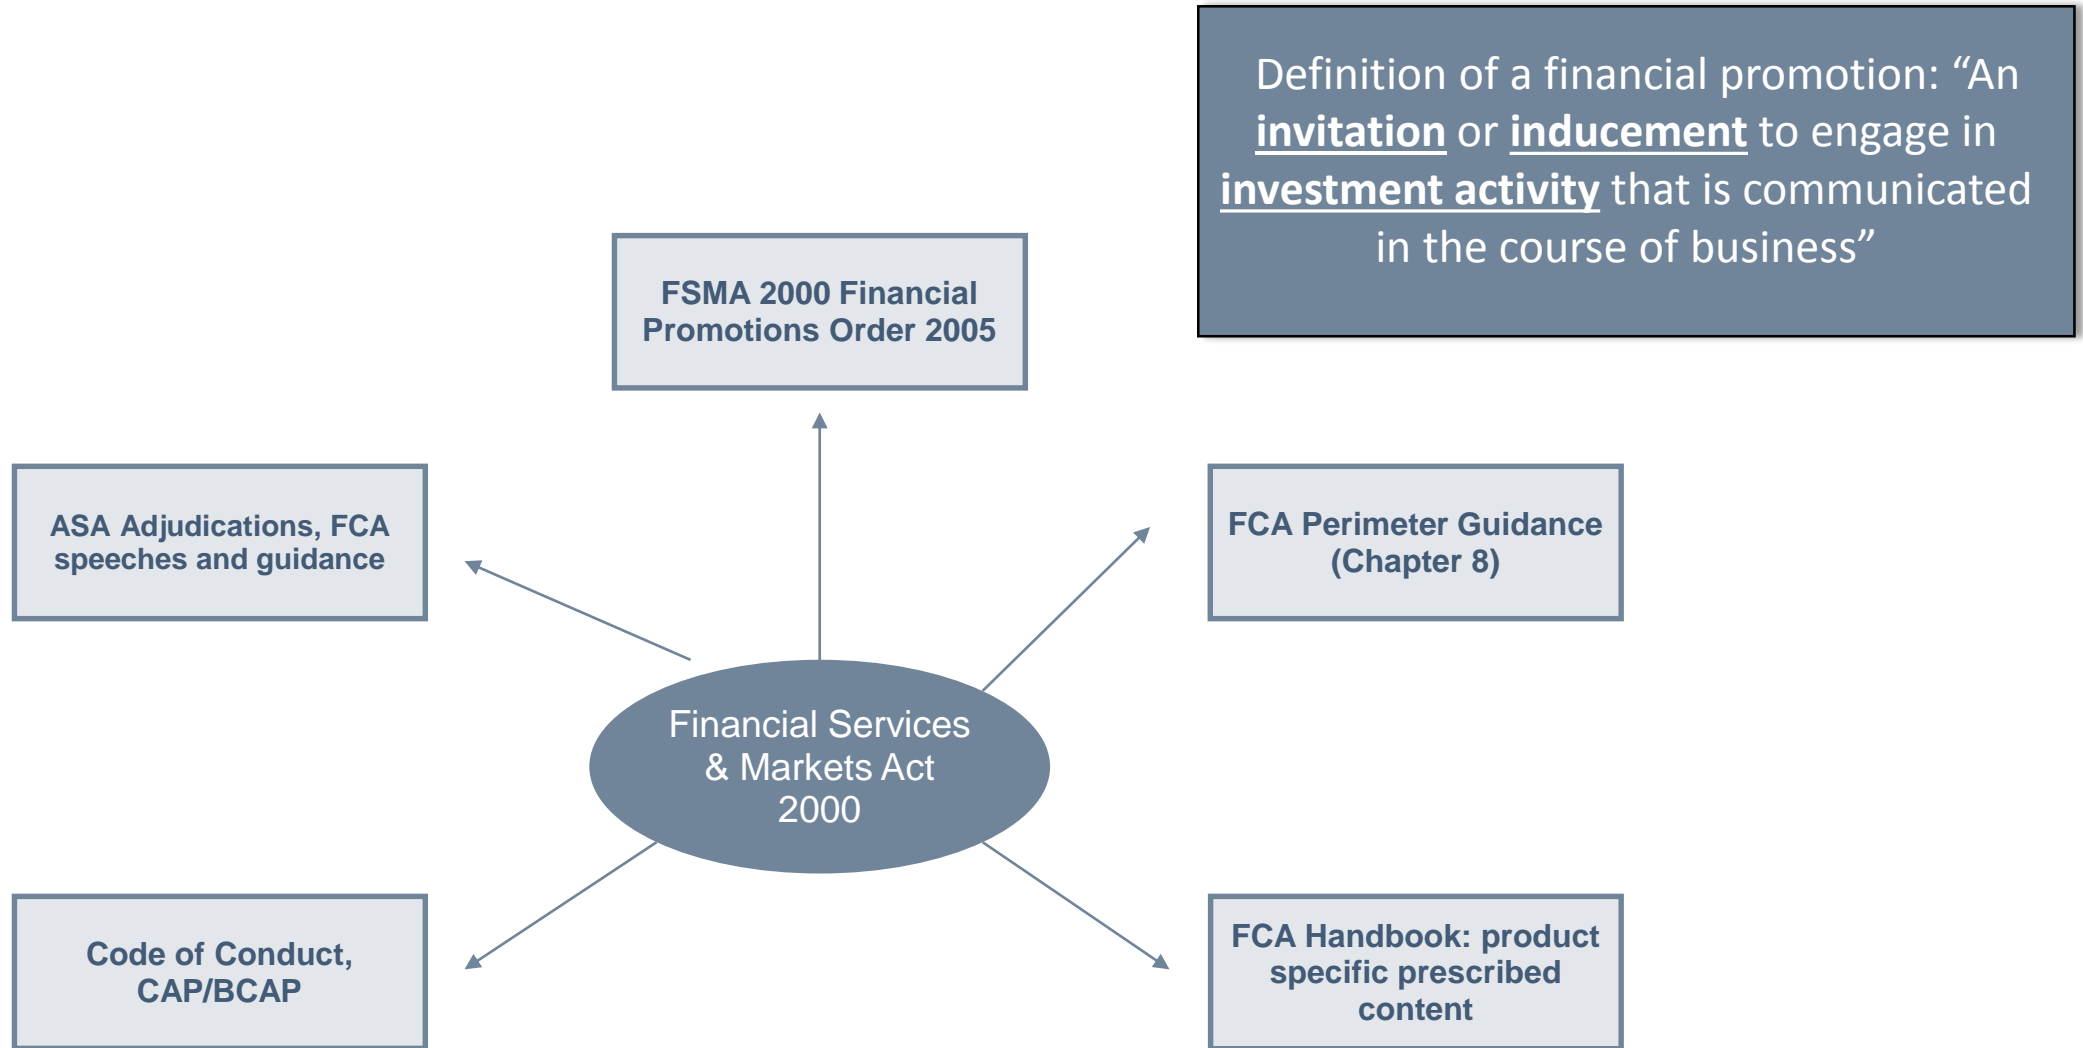 Definition of a financial promotion: “An
invitation or inducement to engage in
investment activity that is communicated
in the course of business”
FSMA 2000 Financial
Promotions Order 2005
ASA Adjudications, FCA
speeches and guidance
FCA Perimeter Guidance
(Chapter 8)
Financial Services
& Markets Act
2000
Code of Conduct,
CAP/BCAP
FCA Handbook: product
specific prescribed
content